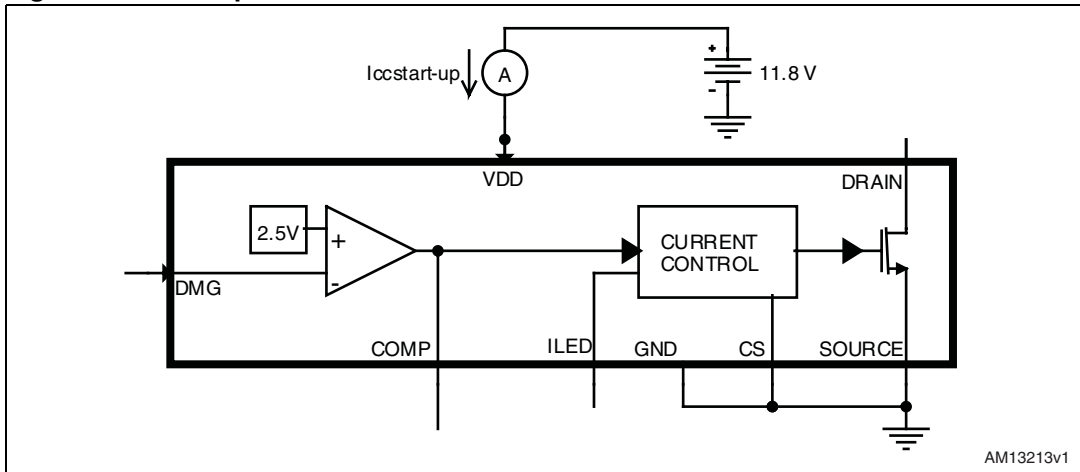 Iccstart-up
A
+
-
11.8 V
VDD
DRAIN
2.5V
+
-
CURRENT
CONTROL
DMG
COMP
ILED
GND
CS
SOURCE
AM13213v1